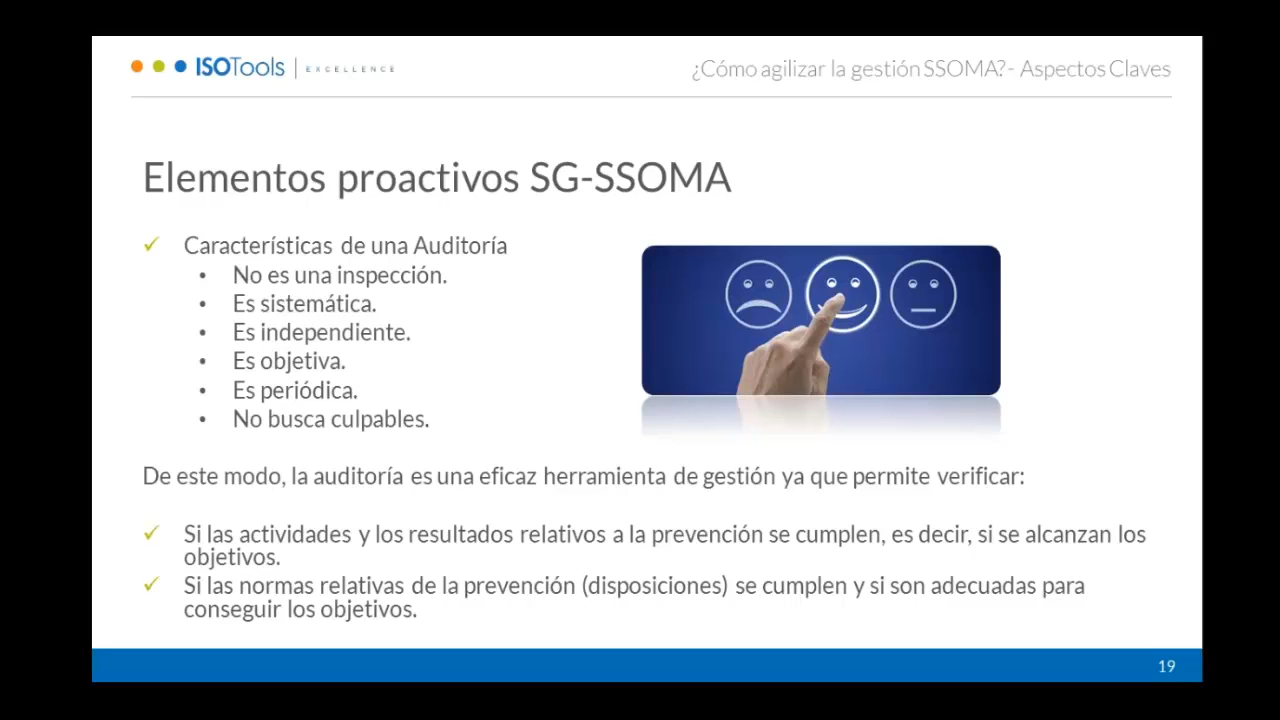 ISOTools | EXCELLENCE
¿Cómo agilizar la gestión SSOMA?- Aspectos Claves
Elementos proactivos SG-SSOMA
✓ Características de una Auditoría
• No es una inspección.
• Es sistemática.
• Es independiente.
• Es objetiva.
• Es periódica.
• No busca culpables.
De este modo, la auditoría es una eficaz herramienta de gestión ya que permite verificar:
✓ Si las actividades y los resultados relativos a la prevención se cumplen, es decir, si se alcanzan los
objetivos.
✓ Si las normas relativas de la prevención (disposiciones) se cumplen y si son adecuadas para
conseguir los objetivos.
19